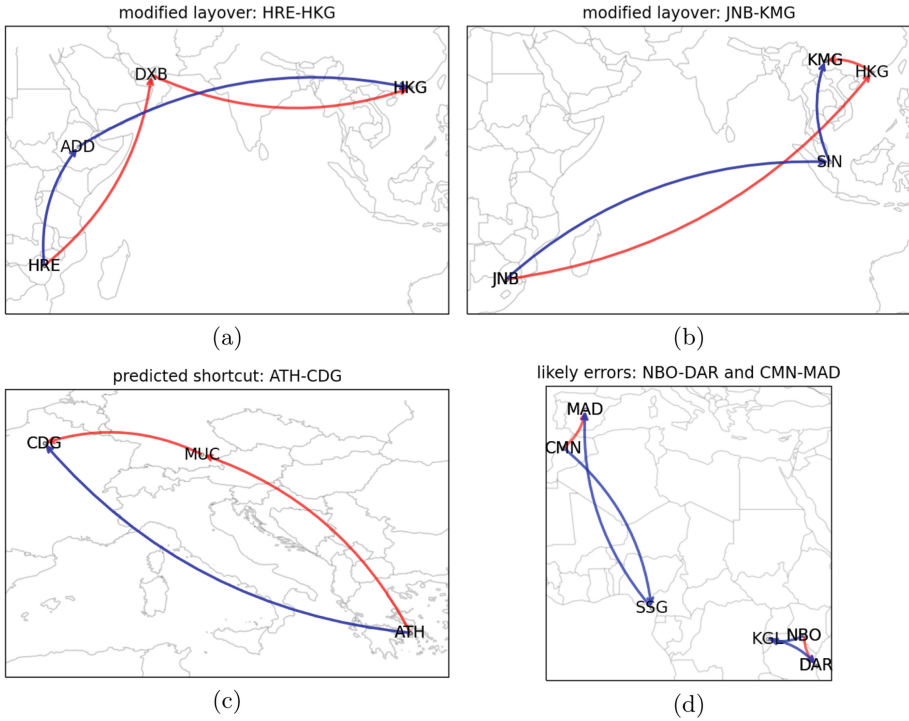 modified layover: HRE-HKG
DXB
HKG
ADD
HRE
(a)
modified layover: JNB-KMG
KMG
HKG
SIN
JNB
(b)
predicted shortcut: ATH-CDG
CDG
MUC
ATH
(c)
likely errors: NBO-DAR and CMN-MAD
MAD
CMN
SSG
KGL
NBO
DAR
(d)